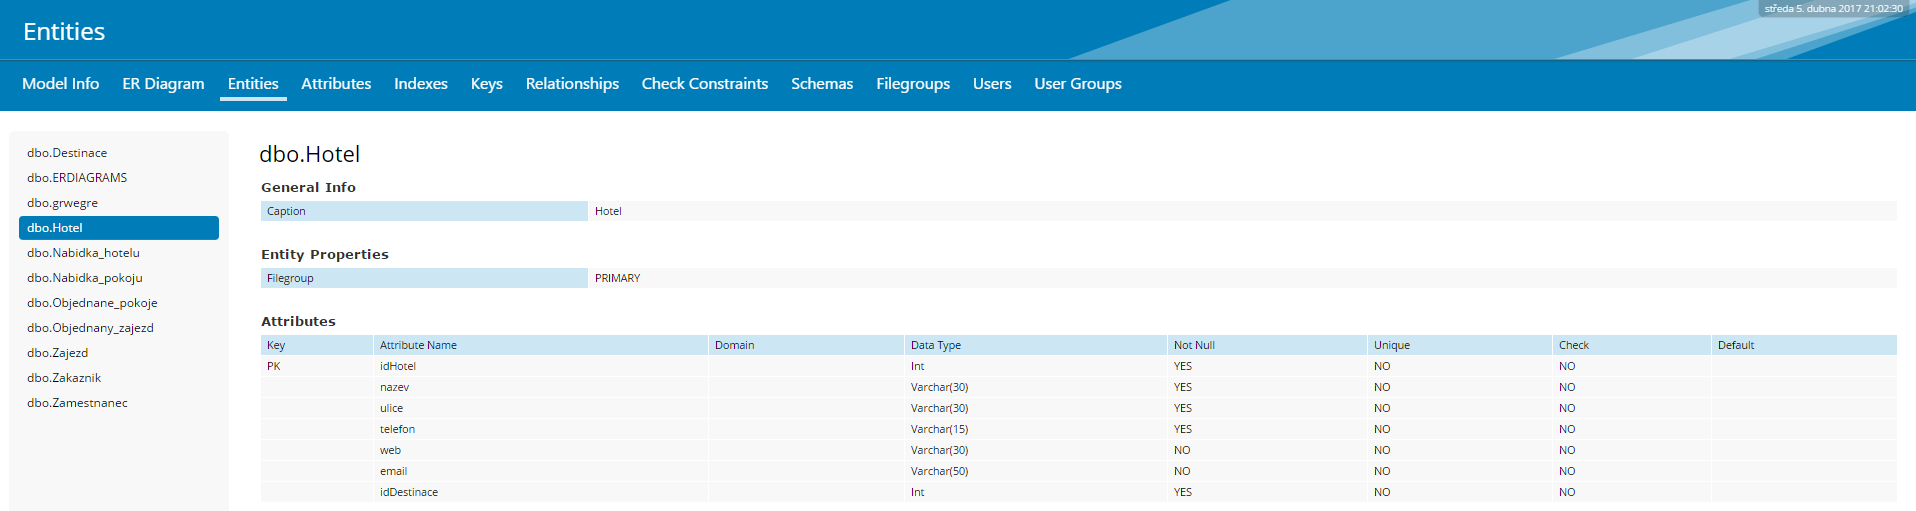 středa 5. dubna 2017 21:02:30
Entities
Model Info ER Diagram Entities Attributes Indexes Keys Relationships Check Constraints Schemas Filegroups Users User Groups
dbo.Destinace
dbo.ERDIAGRAMS
dbo.grwegre
dbo.Hotel
dbo.Nabidka_hotelu
dbo.Nabidka_pokoju
dbo.Objednane_pokoje
dbo.Objednany_zajezd
dbo.Zajezd
dbo.Zakaznik
dbo.Zamestnanec
dbo.Hotel
General Info
Caption Hotel
Entity Properties
Filegroup PRIMARY
Attributes
Key Attribute Name Domain Data Type Not Null Unique Check Default
PK idHotel Int YES NO NO
nazev Varchar(30) YES NO NO
ulice Varchar(30) YES NO NO
telefon Varchar(15) YES NO NO
web Varchar(30) NO NO NO
email Varchar(50) NO NO NO
idDestinace Int YES NO NO